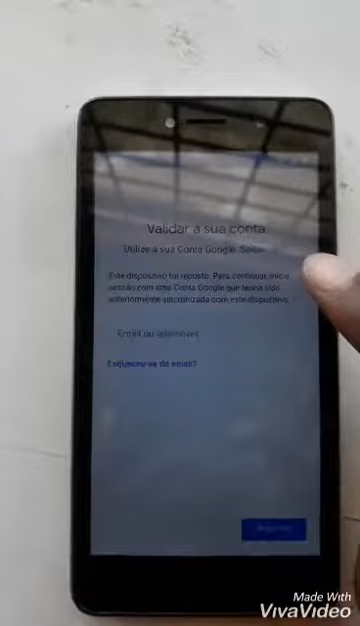 Validar a sua conta
Utilize a sua Conta Google.
Este dispositivo foi reposto. Para continuar, inicie
sessão com uma Conta Google que tenha sido
anteriormente sincronizada com este dispositivo.
Email ou telemóvel
Esqueceu-se do email?
Made With
VivaVideo